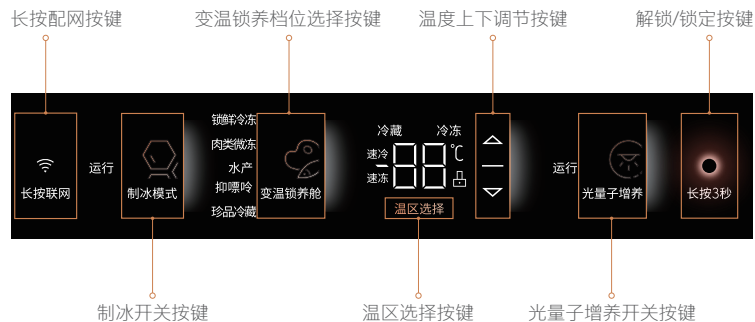 长按配网按键
变温锁养档位选择按键
温度上下调节按键
解锁/锁定按键
长按联网
运行
制冰模式
锁鲜冷冻
肉类微冻
水产
抑嘌呤
珍品冷藏
变温锁养舱
冷藏
冷冻
速冷
速冻
88
℃
温区选择
运行
光量子增养
长按3秒
制冰开关按键
温区选择按键
光量子增养开关按键